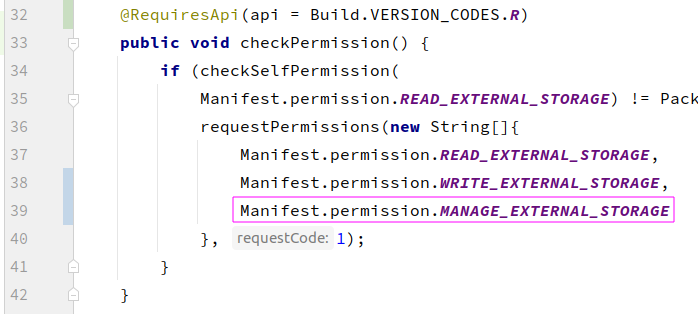 32 @RequiresApi(api = Build.VERSION_CODES.R)
33 public void checkPermission() {
34 if (checkSelfPermission(
35 Manifest.permission.READ_EXTERNAL_STORAGE) != Pack
36 requestPermissions(new String[]{
37 Manifest.permission.READ_EXTERNAL_STORAGE,
38 Manifest.permission.WRITE_EXTERNAL_STORAGE,
39 Manifest.permission.MANAGE_EXTERNAL_STORAGE
40 }, requestCode: 1);
41 }
42 }